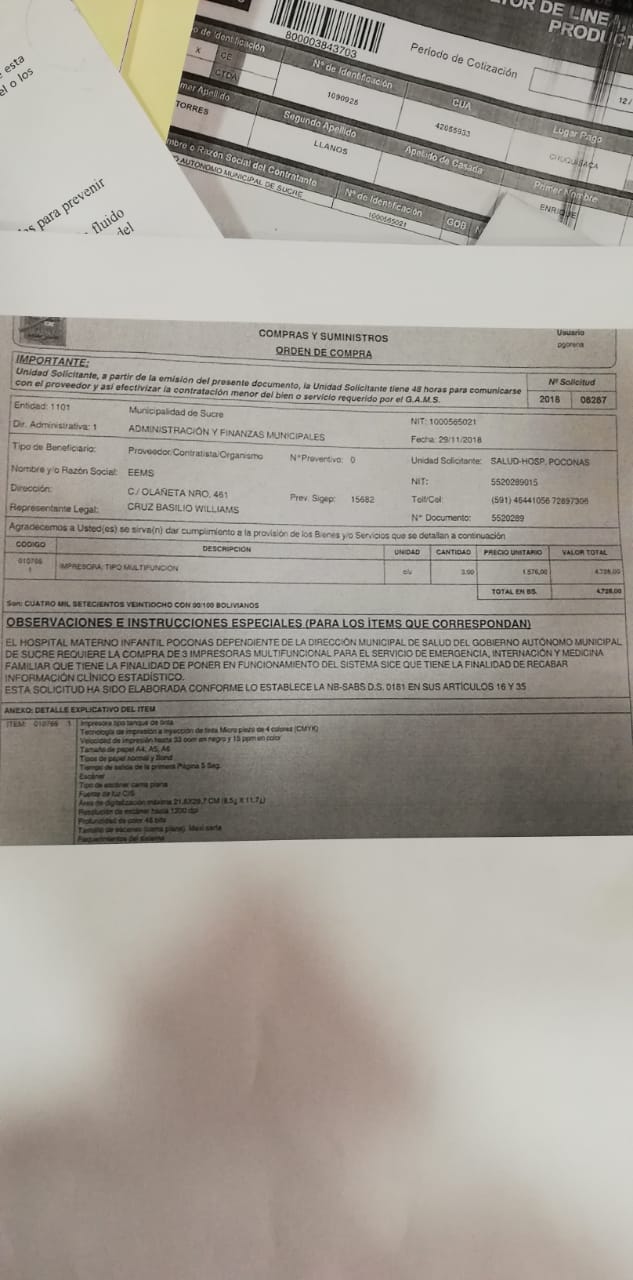 esta
el o los
para prevenir
fluido
del
DE LINE
PRODUCT
800003843703
Periodo de Cotización
12 /
o de Identificación
N° de Identificación
CUA
Lugar Pago
X CE
CTDA
1090925
42055933
CHUQUISACA
mer Apellido
Segundo Apellido
Apellido de Casada
Primer Nombre
TORRES
LLANOS
ENRIQUE
mbre o Razón Social del Contratante
N° de Identificación
GOB
AUTONOMO MUNICIPAL DE SUCRE
1000565021
COMPRAS Y SUMINISTROS
ORDEN DE COMPRA
Usuario
pgorena
IMPORTANTE:
Unidad Solicitante, a partir de la emisión del presente documento, la Unidad Solicitante tiene 48 horas para comunicarse
con el proveedor y así efectivizar la contratación menor del bien o servicio requerido por el G.A.M.S.
N° Solicitud
2018 08287
Entidad: 1101 Municipalidad de Sucre NIT: 1000565021
Dir. Administrativa: 1 ADMINISTRACIÓN Y FINANZAS MUNICIPALES Fecha: 29/11/2018
Tipo de Beneficiario: Proveedor/Contratista/Organismo N°Preventivo: 0 Unidad Solicitante: SALUD-HOSP. POCONAS
Nombre y/o Razón Social: EEMS NIT: 5520289015
Dirección: C/ OLAÑETA NRO. 461 Prev. Sigep: 15682 Telf/Cel: (591) 46441056 72897306
Representante Legal: CRUZ BASILIO WILLIAMS N° Documento: 5520289
Agradecemos a Usted(es) se sirva(n) dar cumplimiento a la provisión de los Bienes y/o Servicios que se detallan a continuación
CODIGO DESCRIPCIÓN UNIDAD CANTIDAD PRECIO UNITARIO VALOR TOTAL
010766 IMPRESORA, TIPO MULTIFUNCION c/u 3.00 1.576,00 4.728,00
1
TOTAL EN BS. 4.728,00
Son: CUATRO MIL SETECIENTOS VEINTIOCHO CON 00/100 BOLIVIANOS
OBSERVACIONES E INSTRUCCIONES ESPECIALES (PARA LOS ÍTEMS QUE CORRESPONDAN)
EL HOSPITAL MATERNO INFANTIL POCONAS DEPENDIENTE DE LA DIRECCIÓN MUNICIPAL DE SALUD DEL GOBIERNO AUTÓNOMO MUNICIPAL
DE SUCRE REQUIERE LA COMPRA DE 3 IMPRESORAS MULTIFUNCIONAL PARA EL SERVICIO DE EMERGENCIA, INTERNACIÓN Y MEDICINA
FAMILIAR QUE TIENE LA FINALIDAD DE PONER EN FUNCIONAMIENTO DEL SISTEMA SICE QUE TIENE LA FINALIDAD DE RECABAR
INFORMACIÓN CLÍNICO ESTADÍSTICO.
ESTA SOLICITUD HA SIDO ELABORADA CONFORME LO ESTABLECE LA NB-SABS D.S. 0181 EN SUS ARTÍCULOS 16 Y 35
ANEXO: DETALLE EXPLICATIVO DEL ITEM
ITEM: 010766 1 Impresora tipo tanque de tinta
Tecnología de impresión a inyección de tinta Micro piezo de 4 colores (CMYK)
Velocidad de impresión hasta 33 ppm en negro y 15 ppm en color
Tamaño de papel A4, A5, A6
Tipos de papel normal y Bond
Tiempo de salida de la primera Página 5 Seg.
Escáner
Tipo de escáner cama plana
Fuente de luz CIS
Área de digitalización máxima 21,6X29,7 CM (8.5¿ X 11.7¿)
Resolución de escáner hasta 1200 dpi
Profundidad de color 48 bits
Tamaño de escaneo (cama plana). Maxi carta
Requerimientos del sistema